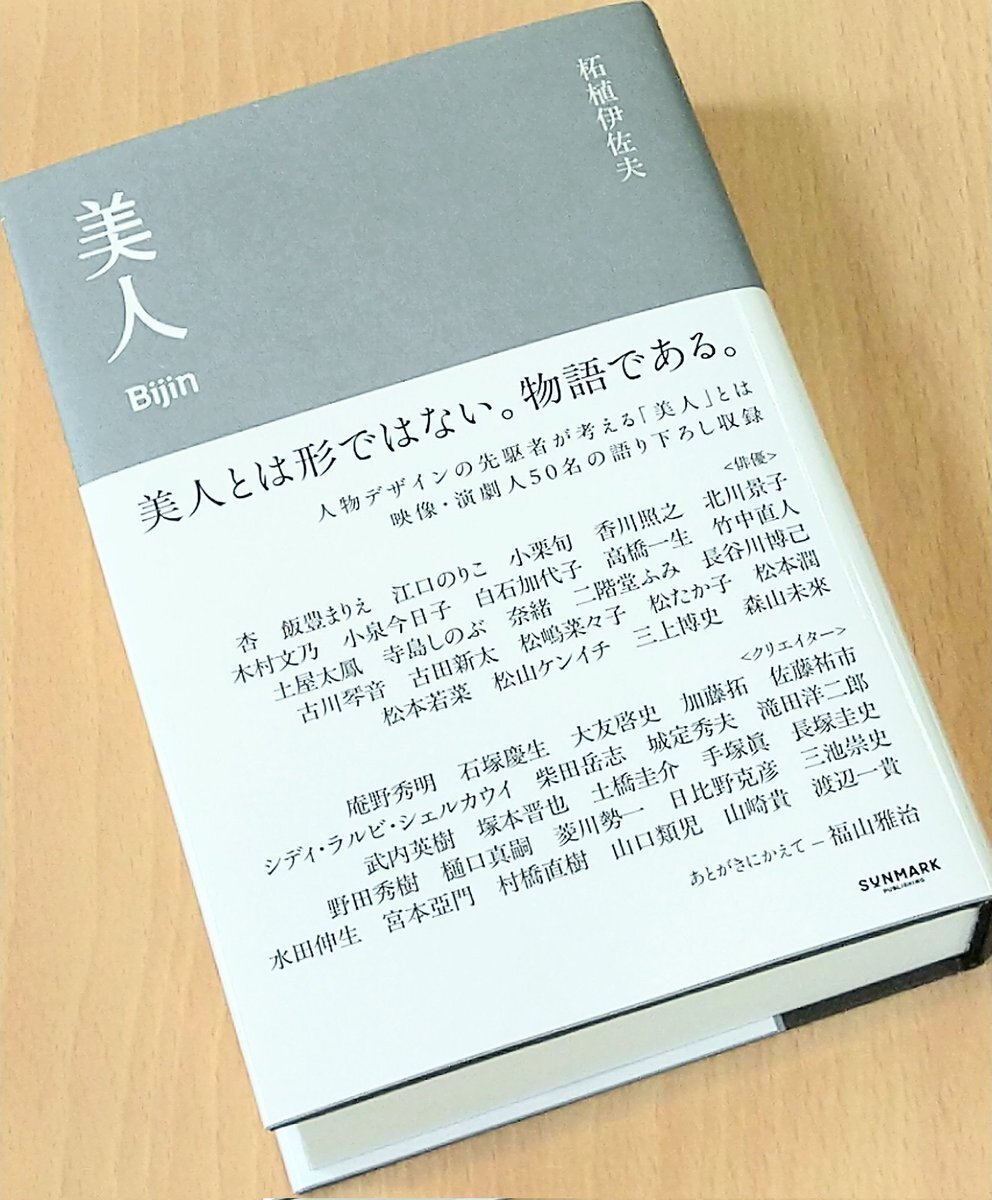 柘植伊佐夫
美人
Bijin
美人とは形ではない。物語である。
人物デザインの先駆者が考える「美人」とは
映像・演劇人50名の語り下ろし収録
<俳優>
杏 飯豊まりえ 江口のりこ 小栗旬 香川照之 北川景子
木村文乃 小泉今日子 白石加代子 高橋一生 竹中直人
土屋太鳳 寺島しのぶ 奈緒 二階堂ふみ 長谷川博己
古川琴音 古田新太 松嶋菜々子 松たか子 松本潤
松本若菜 松山ケンイチ 三上博史 森山未來
<クリエイター>
庵野秀明 石塚慶生 大友啓史 加藤拓 佐藤祐市
シディ・ラルビ・シェルカウイ 柴田岳志 城定秀夫 滝田洋二郎
武内英樹 塚本晋也 土橋圭介 手塚眞 長塚圭史
野田秀樹 樋口真嗣 菱川勢一 日比野克彦 三池崇史
水田伸生 宮本亞門 村橋直樹 山口類児 山崎貴 渡辺一貴
あとがきにかえて — 福山雅治
SUNMARK
PUBLISHING